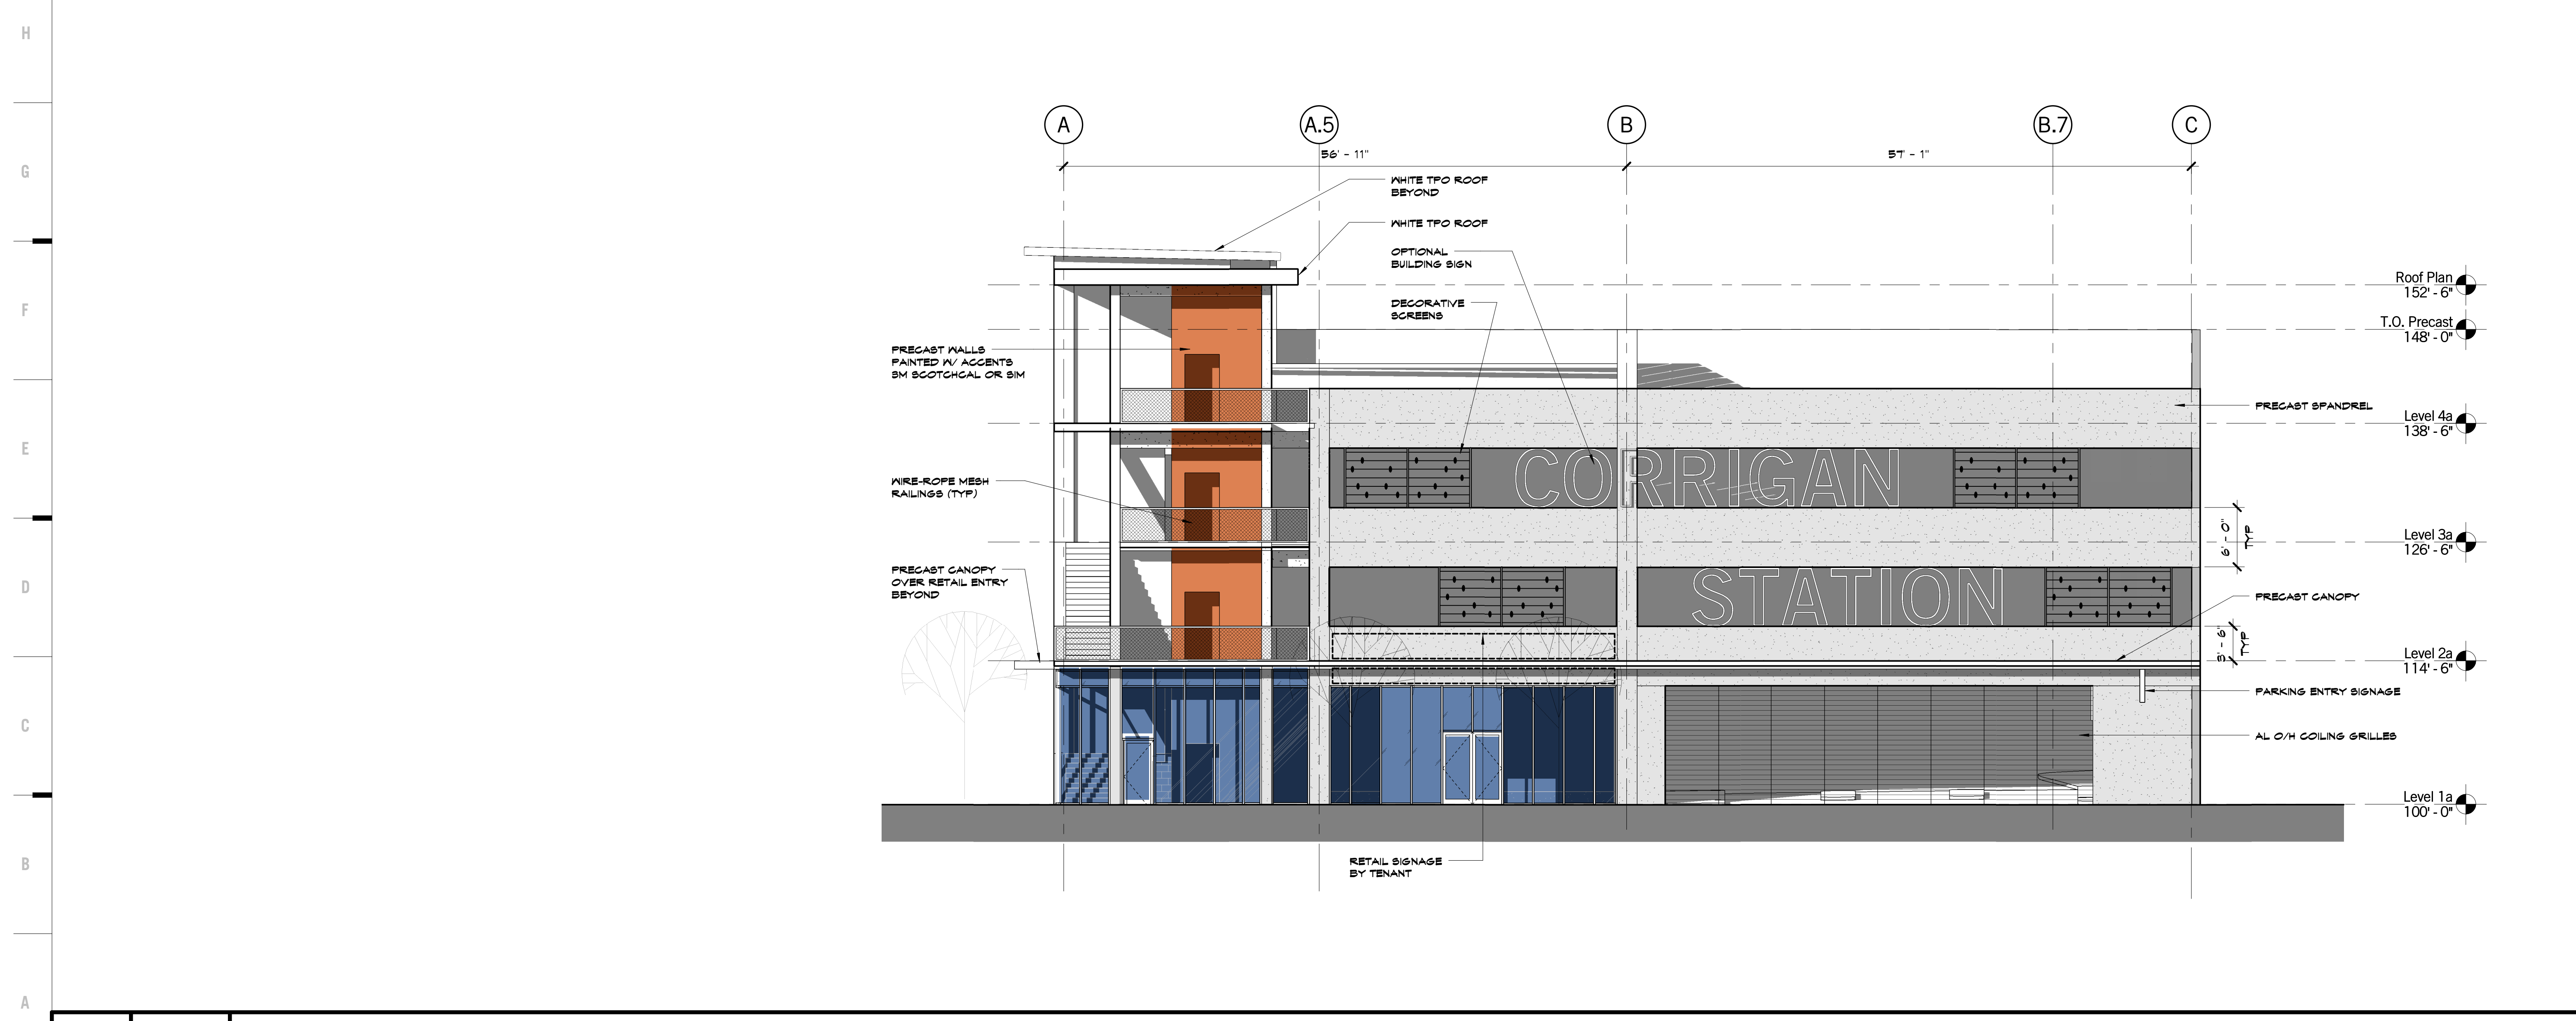 H
G
F
E
D
C
B
A
A
A.5
B
B.7
C
56' - 11"
57' - 1"
WHITE TPO ROOF
BEYOND
WHITE TPO ROOF
OPTIONAL
BUILDING SIGN
DECORATIVE
SCREENS
PRECAST WALLS
PAINTED W/ ACCENTS
3M SCOTCHCAL OR SIM
WIRE-ROPE MESH
RAILINGS (TYP)
PRECAST CANOPY
OVER RETAIL ENTRY
BEYOND
CORRIGAN
STATION
RETAIL SIGNAGE
BY TENANT
PRECAST SPANDREL
6' - 0"
TYP
PRECAST CANOPY
3' - 6"
TYP
PARKING ENTRY SIGNAGE
AL O/H COILING GRILLES
Roof Plan
152' - 6"
T.O. Precast
148' - 0"
Level 4a
138' - 6"
Level 3a
126' - 6"
Level 2a
114' - 6"
Level 1a
100' - 0"